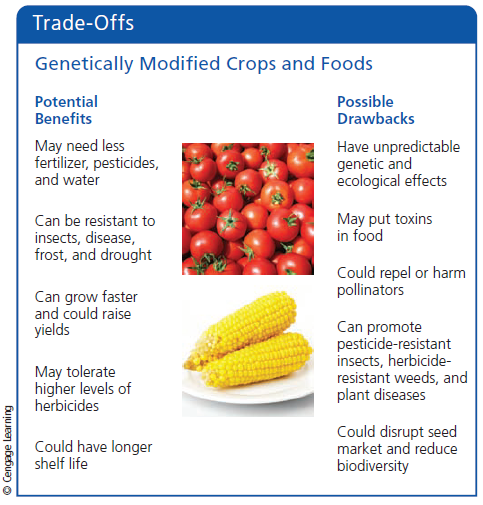 Trade-Offs
Genetically Modified Crops and Foods
Potential
Benefits
May need less
fertilizer, pesticides,
and water
Can be resistant to
insects, disease,
frost, and drought
Can grow faster
and could raise
yields
May tolerate
higher levels of
herbicides
Could have longer
shelf life
Possible
Drawbacks
Have unpredictable
genetic and
ecological effects
May put toxins
in food
Could repel or harm
pollinators
Can promote
pesticide-resistant
insects, herbicide-
resistant weeds, and
plant diseases
Could disrupt seed
market and reduce
biodiversity
© Cengage Learning